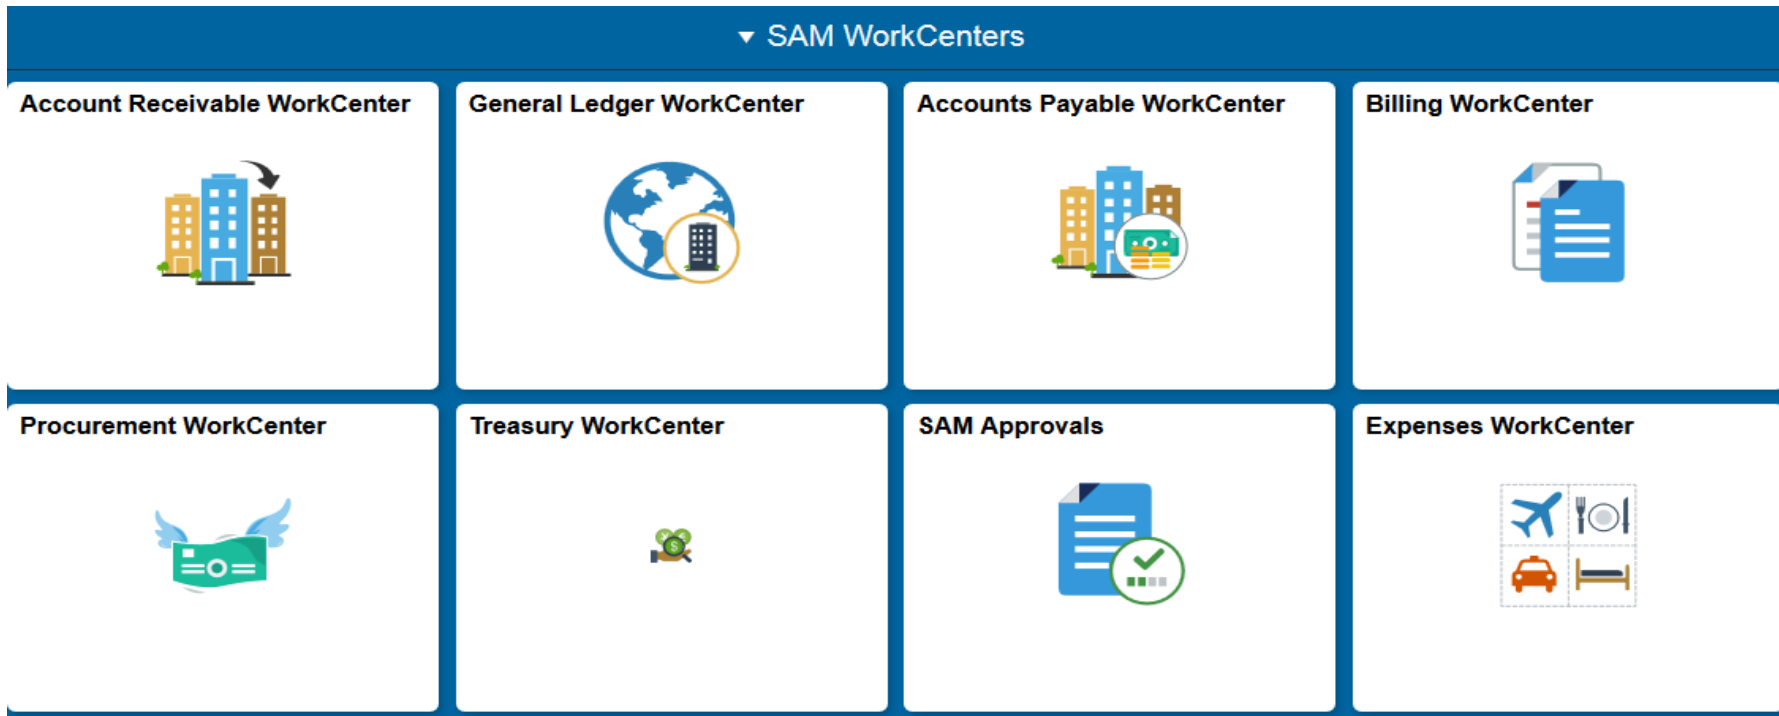 SAM WorkCenters
Account Receivable WorkCenter
General Ledger WorkCenter
Accounts Payable WorkCenter
Billing WorkCenter
Procurement WorkCenter
Treasury WorkCenter
SAM Approvals
Expenses WorkCenter